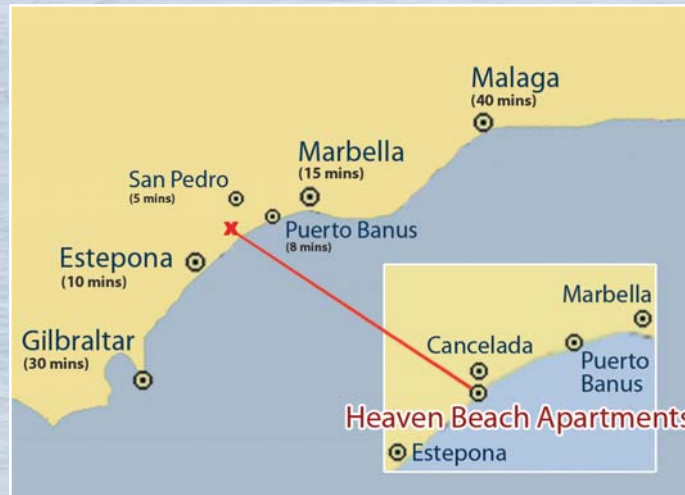 Malaga
(40 mins)
Marbella
(15 mins)
San Pedro
(5 mins)
Puerto Banus
(8 mins)
Estepona
(10 mins)
Gilbraltar
(30 mins)
Marbella
Cancelada
Puerto
Banus
Heaven Beach Apartments
Estepona